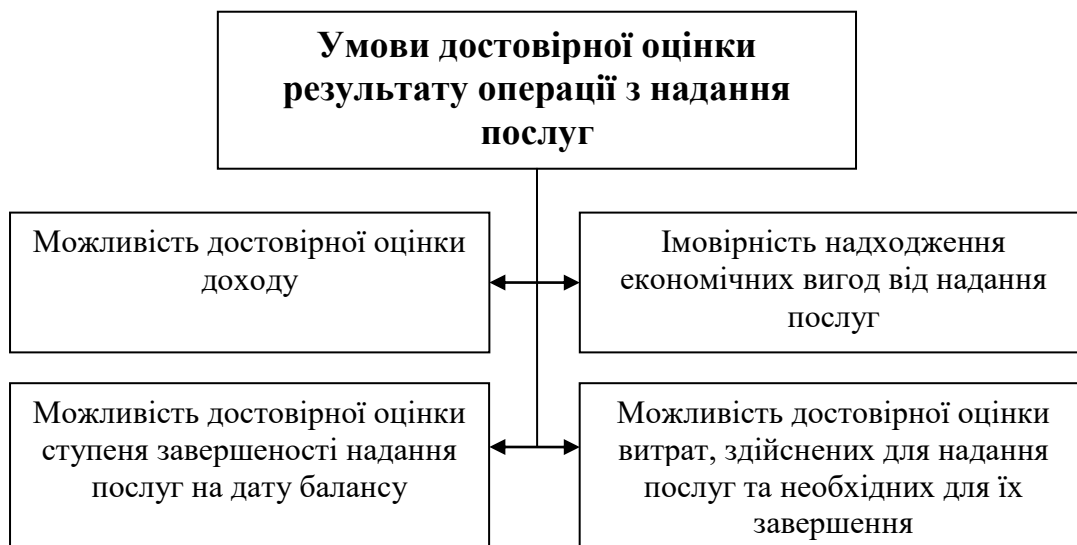 Умови достовірної оцінки
результату операції з надання
послуг
Можливість достовірної оцінки
доходу
Імовірність надходження
економічних вигод від надання
послуг
Можливість достовірної оцінки
ступеня завершеності надання
послуг на дату балансу
Можливість достовірної оцінки
витрат, здійснених для надання
послуг та необхідних для їх
завершення